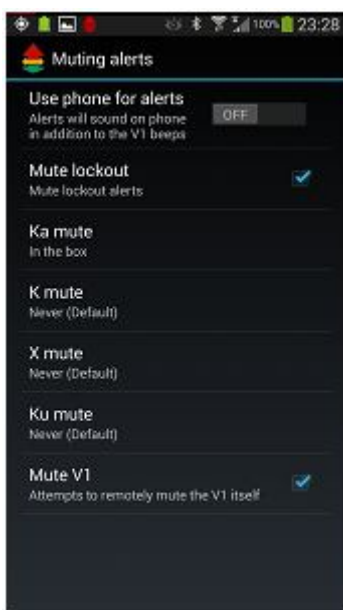 100% 23:28
Muting alerts
Use phone for alerts
Alerts will sound on phone
in addition to the V1 beeps
OFF
Mute lockout
Mute lockout alerts
Ka mute
In the box
K mute
Never (Default)
X mute
Never (Default)
Ku mute
Never (Default)
Mute V1
Attempts to remotely mute the V1 itself